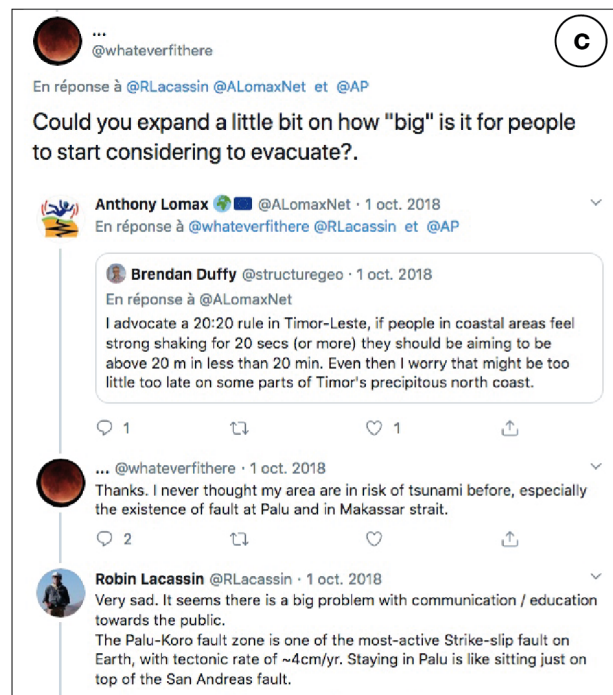 ...
@whateverfithere
C
En réponse à @RLacassin @ALomaxNet et @AP
Could you expand a little bit on how "big" is it for people
to start considering to evacuate?.
Anthony Lomax @ALomaxNet · 1 oct. 2018
En réponse à @whateverfithere @RLacassin et @AP
Brendan Duffy @structuregeo · 1 oct. 2018
En réponse à @ALomaxNet
I advocate a 20:20 rule in Timor-Leste, if people in coastal areas feel
strong shaking for 20 secs (or more) they should be aiming to be
above 20 m in less than 20 min. Even then I worry that might be too
little too late on some parts of Timor's precipitous north coast.
1 1
... @whateverfithere · 1 oct. 2018
Thanks. I never thought my area are in risk of tsunami before, especially
the existence of fault at Palu and in Makassar strait.
2
Robin Lacassin @RLacassin · 1 oct. 2018
Very sad. It seems there is a big problem with communication / education
towards the public.
The Palu-Koro fault zone is one of the most-active Strike-slip fault on
Earth, with tectonic rate of ~4cm/yr. Staying in Palu is like sitting just on
top of the San Andreas fault.